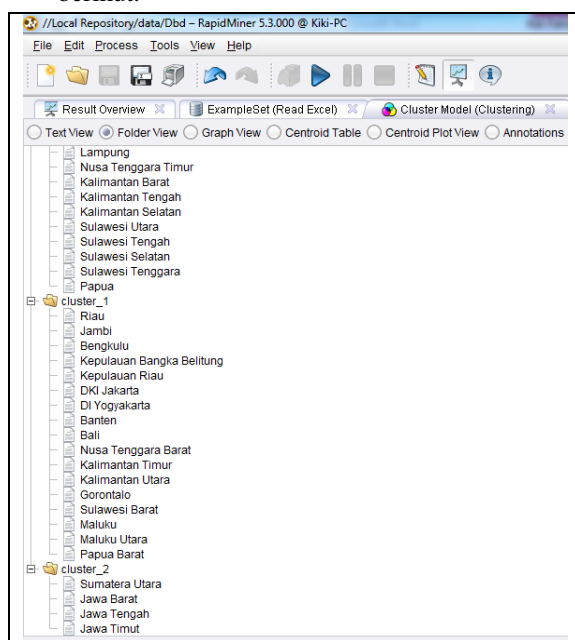 //Local Repository/data/Dbd – RapidMiner 5.3.000 @ Kiki-PC
File Edit Process Tools View Help
Result Overview ExampleSet (Read Excel) Cluster Model (Clustering)
Text View Folder View Graph View Centroid Table Centroid Plot View Annotations
Lampung
Nusa Tenggara Timur
Kalimantan Barat
Kalimantan Tengah
Kalimantan Selatan
Sulawesi Utara
Sulawesi Tengah
Sulawesi Selatan
Sulawesi Tenggara
Papua
cluster_1
Riau
Jambi
Bengkulu
Kepulauan Bangka Belitung
Kepulauan Riau
DKI Jakarta
DI Yogyakarta
Banten
Bali
Nusa Tenggara Barat
Kalimantan Timur
Kalimantan Utara
Gorontalo
Sulawesi Barat
Maluku
Maluku Utara
Papua Barat
cluster_2
Sumatera Utara
Jawa Barat
Jawa Tengah
Jawa Timut